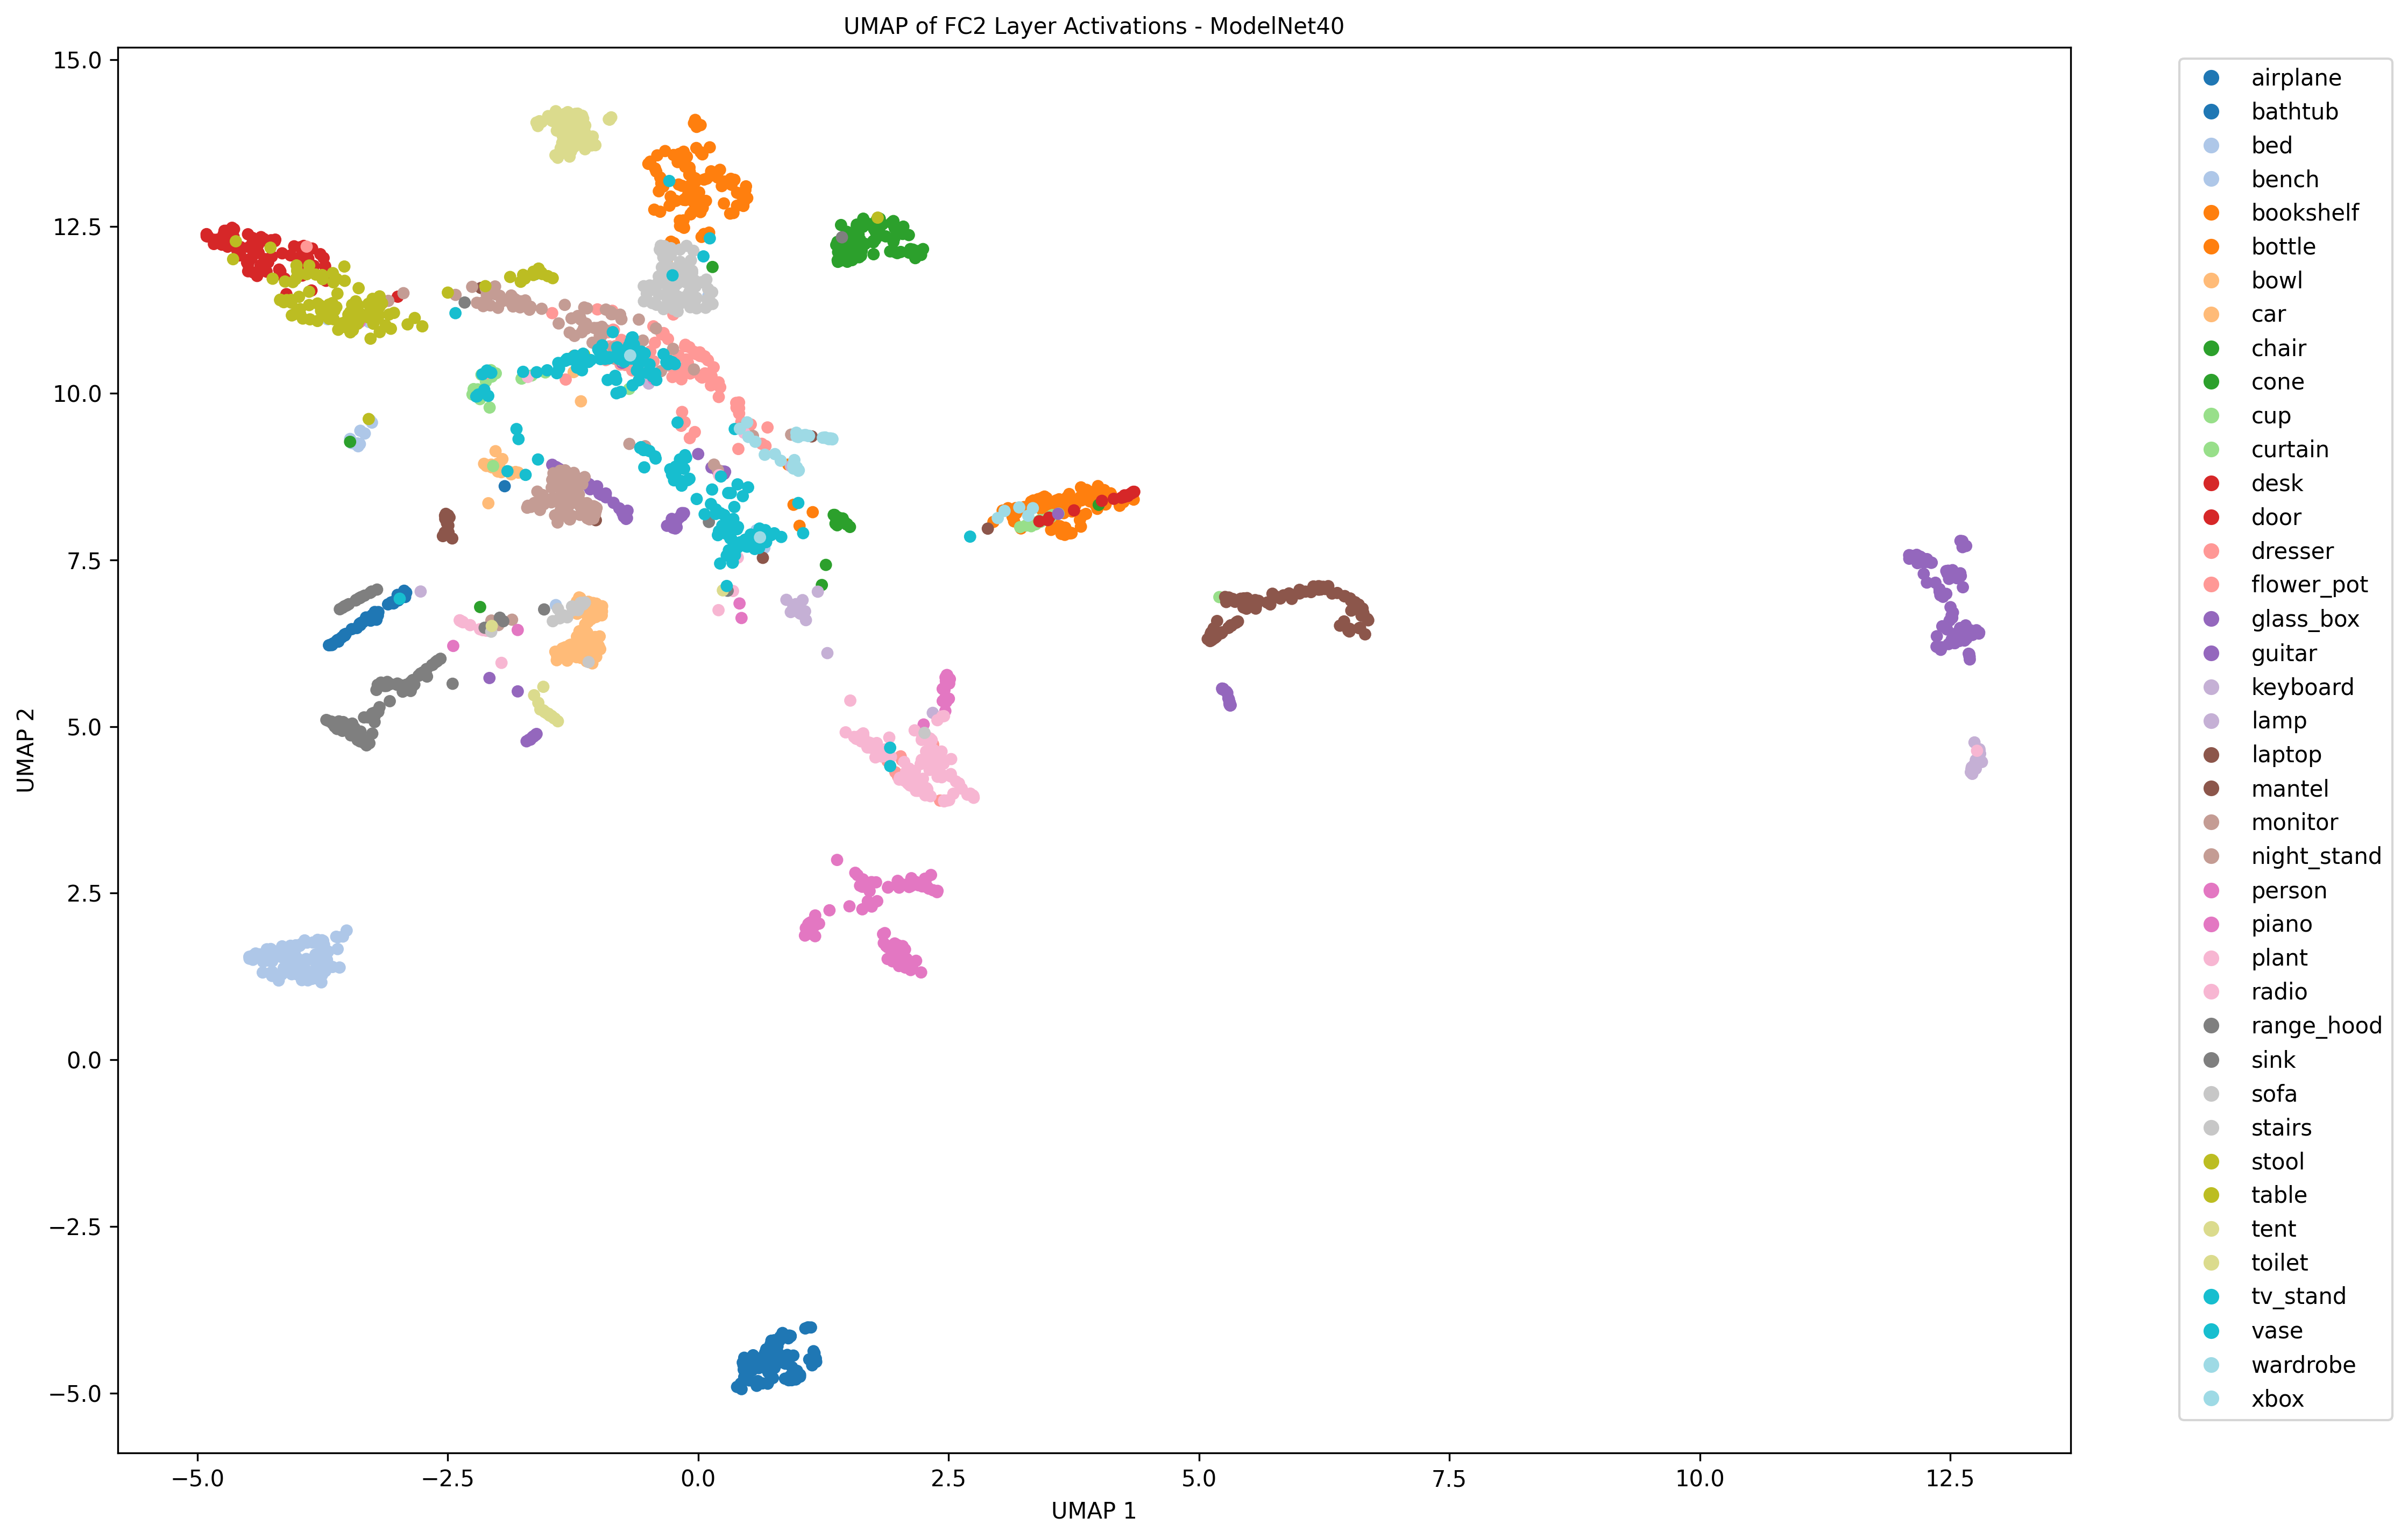 UMAP of FC2 Layer Activations - ModelNet40
15.0
12.5
10.0
7.5
5.0
2.5
0.0
−2.5
−5.0
UMAP 2
−5.0
−2.5
0.0
2.5
5.0
7.5
10.0
12.5
UMAP 1
airplane
bathtub
bed
bench
bookshelf
bottle
bowl
car
chair
cone
cup
curtain
desk
door
dresser
flower_pot
glass_box
guitar
keyboard
lamp
laptop
mantel
monitor
night_stand
person
piano
plant
radio
range_hood
sink
sofa
stairs
stool
table
tent
toilet
tv_stand
vase
wardrobe
xbox